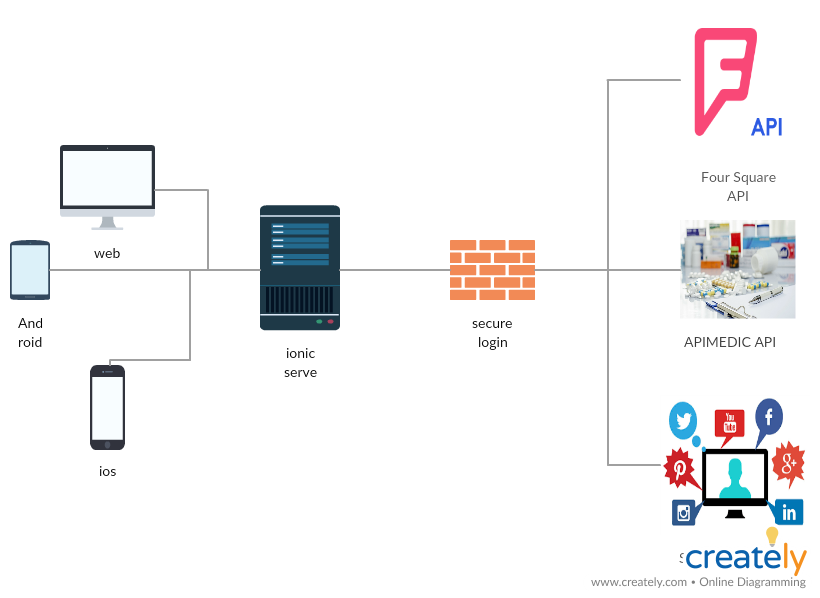 API
Four Square
API
web
And
roid
secure
login
APIMEDIC API
ionic
serve
You
Tube
f
g+
ios
in
creately
www.creately.com • Online Diagramming